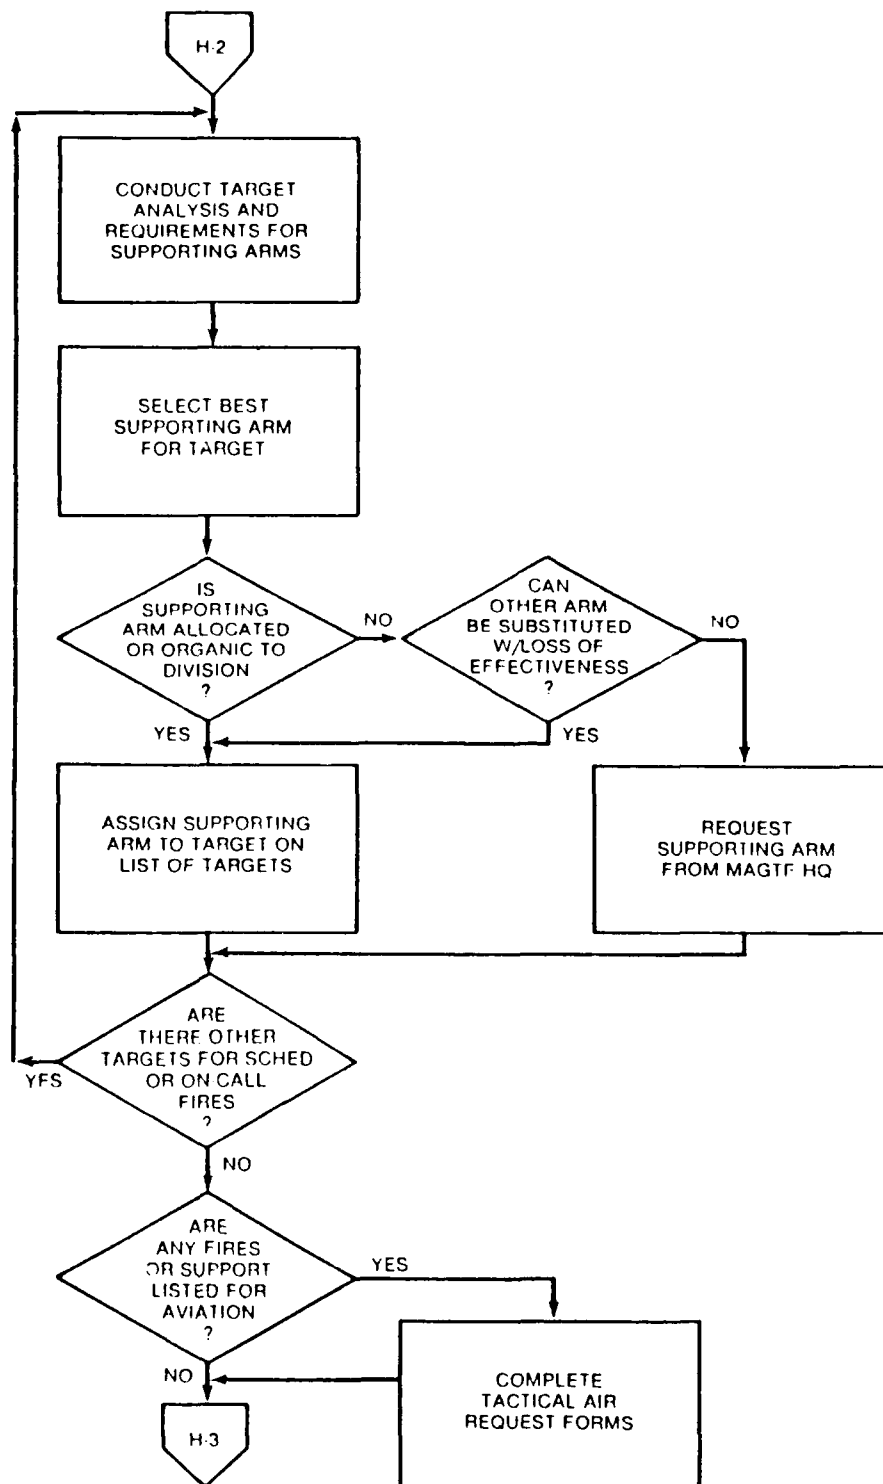 H-2
CONDUCT TARGET
ANALYSIS AND
REQUIREMENTS FOR
SUPPORTING ARMS
SELECT BEST
SUPPORTING ARM
FOR TARGET
IS
SUPPORTING
ARM ALLOCATED
OR ORGANIC TO
DIVISION
?
NO
CAN
OTHER ARM
BE SUBSTITUTED
W/LOSS OF
EFFECTIVENESS
?
NO
YES
YES
ASSIGN SUPPORTING
ARM TO TARGET ON
LIST OF TARGETS
REQUEST
SUPPORTING ARM
FROM MAGTF HQ
ARE
THERE OTHER
TARGETS FOR SCHED
OR ON-CALL
FIRES
?
YES
NO
ARE
ANY FIRES
OR SUPPORT
LISTED FOR
AVIATION
?
YES
NO
COMPLETE
TACTICAL AIR
REQUEST FORMS
H-3